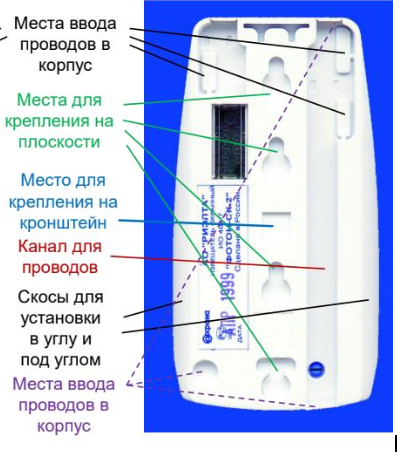 Места ввода
проводов в
корпус
Места для
крепления на
плоскости
Место для
крепления на
кронштейн
Канал для
проводов
Скосы для
установки
в углу и
под углом
Места ввода
проводов в
корпус
"РИЭЛТА"
"ФОТОН-СК-2"
Сделано в России
1999
ДАТА